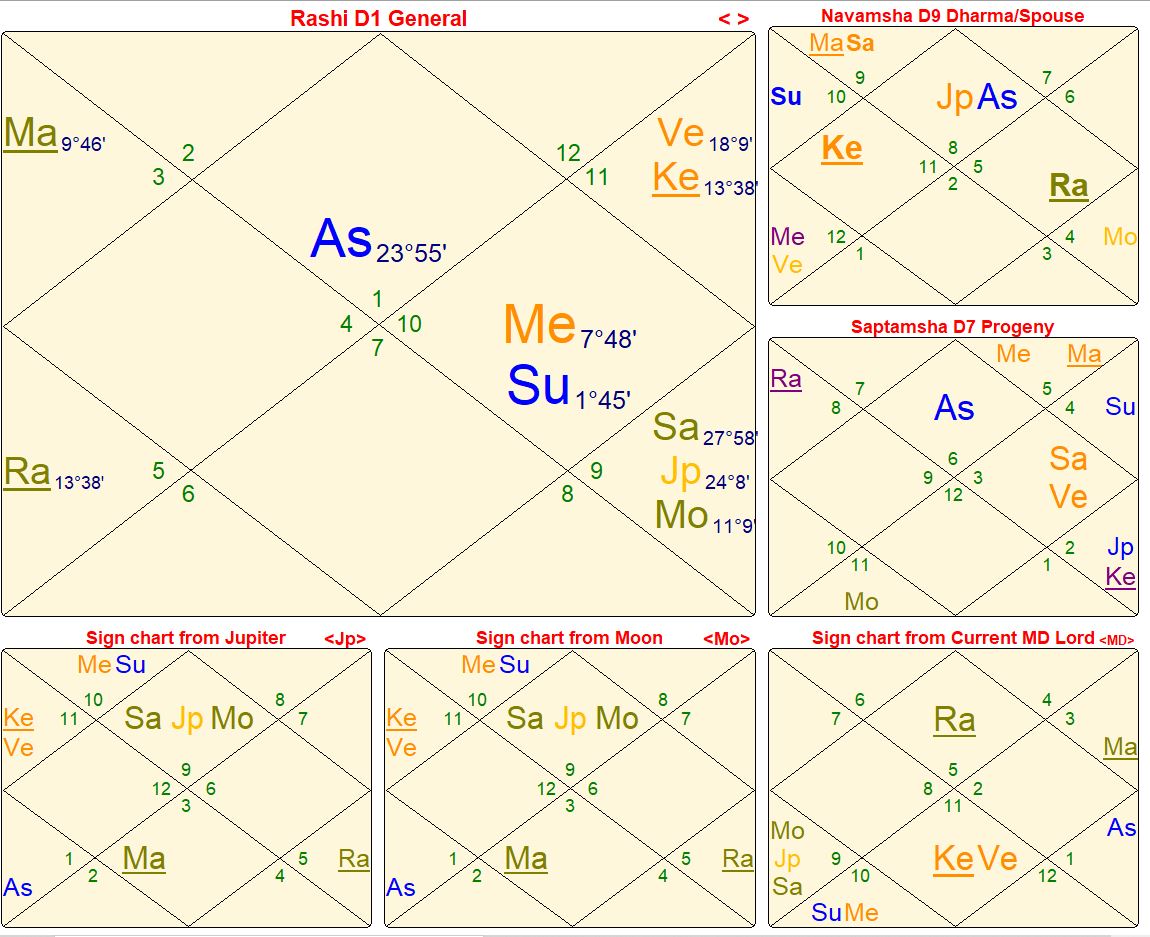 Rashi D1 General < >
Ma 9°46'
2
3
12
11
Ve 18°9'
Ke 13°38'
As 23°55'
1
4 10
7
Me 7°48'
Su 1°45'
Sa 27°58'
Jp 24°8'
Mo 11°9'
Ra 13°38'
5
6
9
8
Navamsha D9 Dharma/Spouse
Ma Sa
9
Su 10
Jp As
7
6
Ke
8
11 5
2
Ra
Me 12
Ve 1
4 Mo
3
Saptamsha D7 Progeny
Me Ma
Ra 7
8
As
5
4 Su
6
9 3
12
Sa
Ve
10
11
Mo
2 Jp
1 Ke
Sign chart from Jupiter <Jp>
Me Su
10
Ke 11
Ve
Sa Jp Mo
8
7
9
12 6
3
1 Ma
As 2
5 Ra
4
Sign chart from Moon <Mo>
Me Su
10
Ke 11
Ve
Sa Jp Mo
8
7
9
12 6
3
1 Ma
As 2
5 Ra
4
Sign chart from Current MD Lord <MD>
6
7
Ra
4
3
Ma
5
8 2
11
Mo
Jp 9
Sa 10
Su Me
Ke Ve
As
1
12